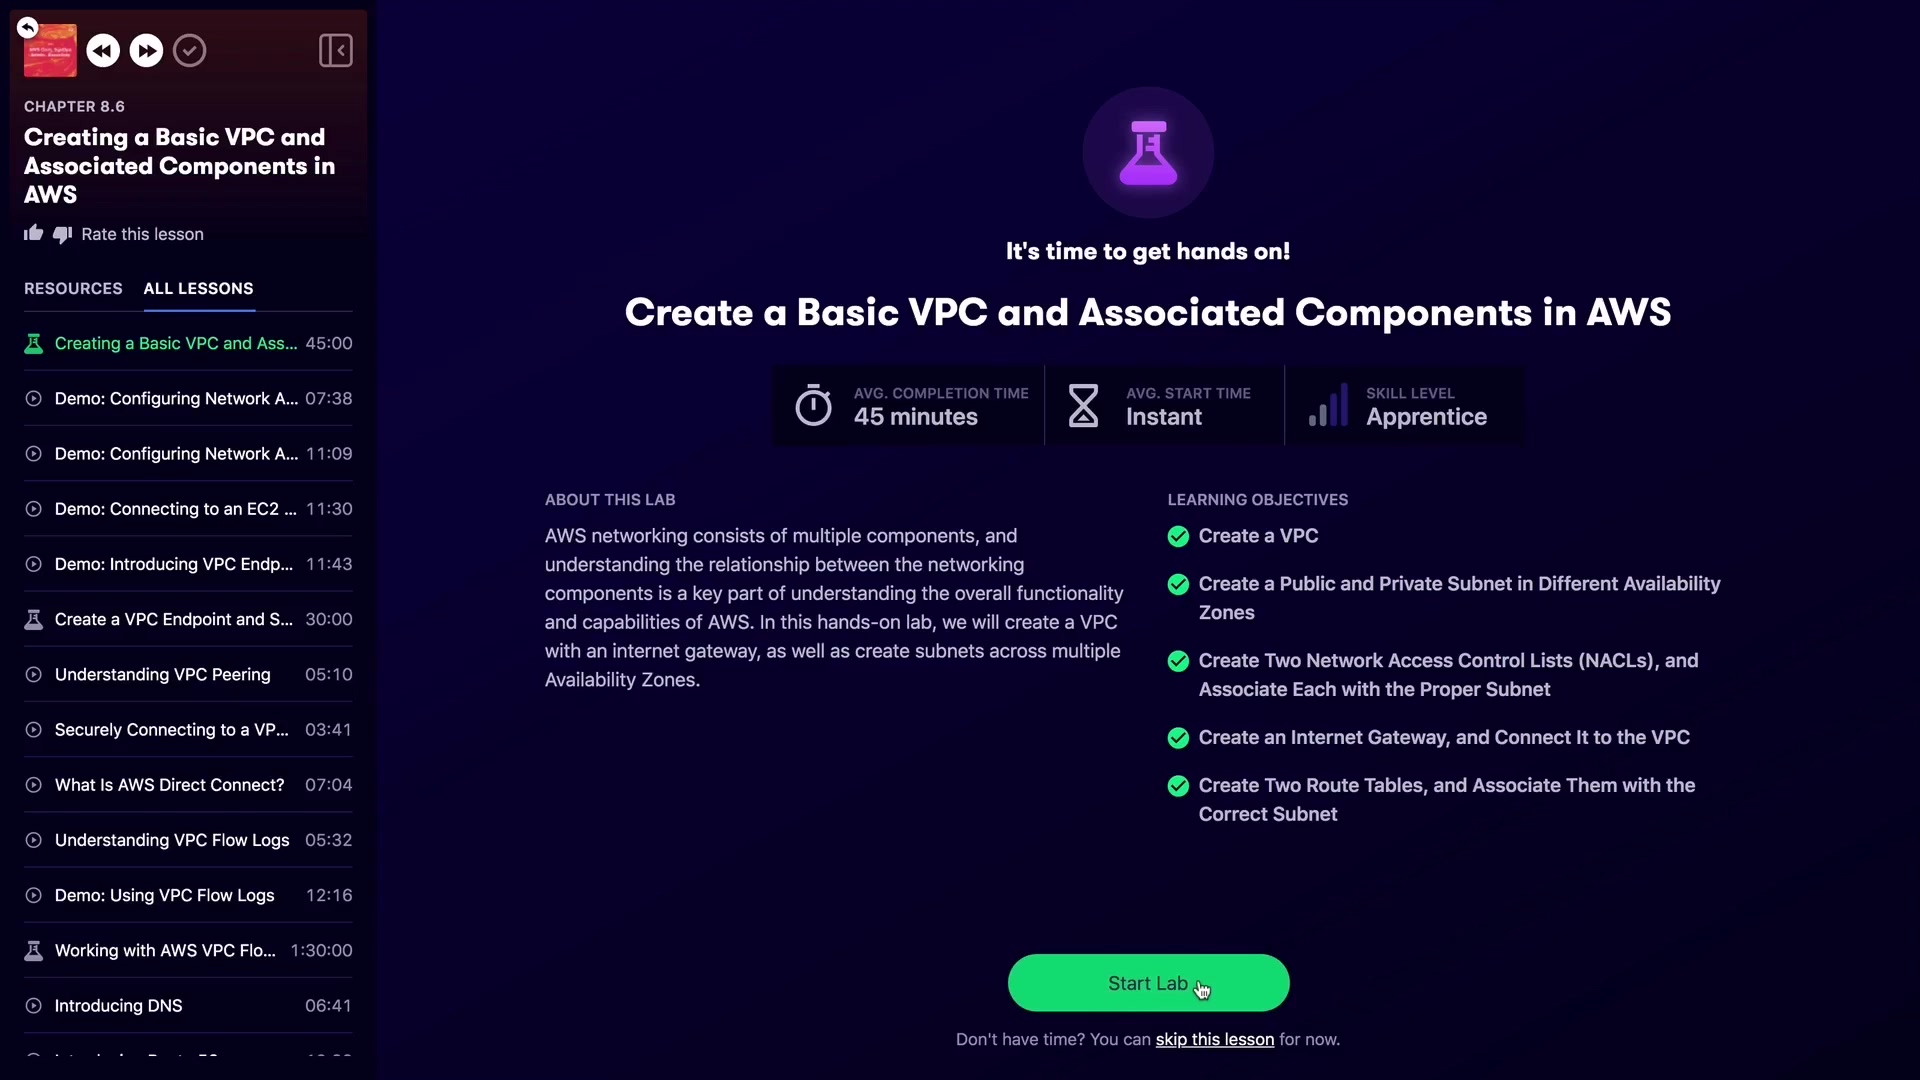 CHAPTER 8.6
Creating a Basic VPC and
Associated Components in
AWS
Rate this lesson
RESOURCES ALL LESSONS
Creating a Basic VPC and Ass... 45:00
Demo: Configuring Network A... 07:38
Demo: Configuring Network A... 11:09
Demo: Connecting to an EC2 ... 11:30
Demo: Introducing VPC Endp... 11:43
Create a VPC Endpoint and S... 30:00
Understanding VPC Peering 05:10
Securely Connecting to a VP... 03:41
What Is AWS Direct Connect? 07:04
Understanding VPC Flow Logs 05:32
Demo: Using VPC Flow Logs 12:16
Working with AWS VPC Flo... 1:30:00
Introducing DNS 06:41
It's time to get hands on!
Create a Basic VPC and Associated Components in AWS
AVG. COMPLETION TIME
45 minutes
AVG. START TIME
Instant
SKILL LEVEL
Apprentice
ABOUT THIS LAB
AWS networking consists of multiple components, and
understanding the relationship between the networking
components is a key part of understanding the overall functionality
and capabilities of AWS. In this hands-on lab, we will create a VPC
with an internet gateway, as well as create subnets across multiple
Availability Zones.
LEARNING OBJECTIVES
Create a VPC
Create a Public and Private Subnet in Different Availability
Zones
Create Two Network Access Control Lists (NACLs), and
Associate Each with the Proper Subnet
Create an Internet Gateway, and Connect It to the VPC
Create Two Route Tables, and Associate Them with the
Correct Subnet
Start Lab
Don't have time? You can skip this lesson for now.